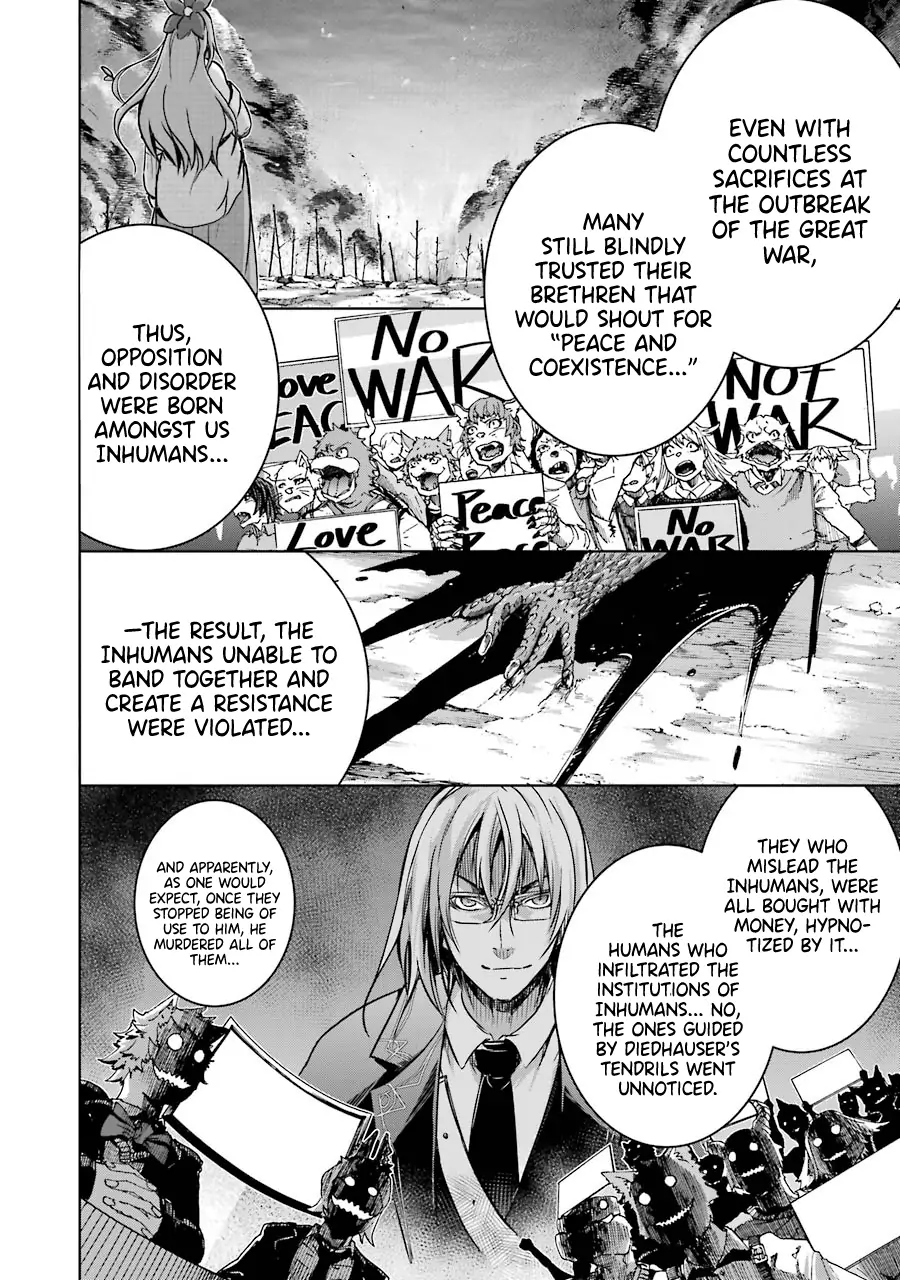 EVEN WITH
COUNTLESS
SACRIFICES AT
THE OUTBREAK
OF THE GREAT
WAR,
MANY
STILL BLINDLY
TRUSTED THEIR
BRETHREN THAT
WOULD SHOUT FOR
"PEACE AND
COEXISTENCE..."
THUS,
OPPOSITION
AND DISORDER
WERE BORN
AMONGST US
INHUMANS...
NOT
WAR
No
WAR
Love
PEAC
Peace
Peace
No
WAR
Love
—THE RESULT, THE
INHUMANS UNABLE TO
BAND TOGETHER AND
CREATE A RESISTANCE
WERE VIOLATED...
THEY WHO
MISLEAD THE
INHUMANS, WERE
ALL BOUGHT WITH
MONEY, HYPNO-
TIZED BY IT...
THE
HUMANS WHO
INFILTRATED THE
INSTITUTIONS OF
INHUMANS... NO,
THE ONES GUIDED
BY DIEDHAUSER'S
TENDRILS WENT
UNNOTICED.
AND APPARENTLY,
AS ONE WOULD
EXPECT, ONCE THEY
STOPPED BEING OF
USE TO HIM, HE
MURDERED ALL OF
THEM...